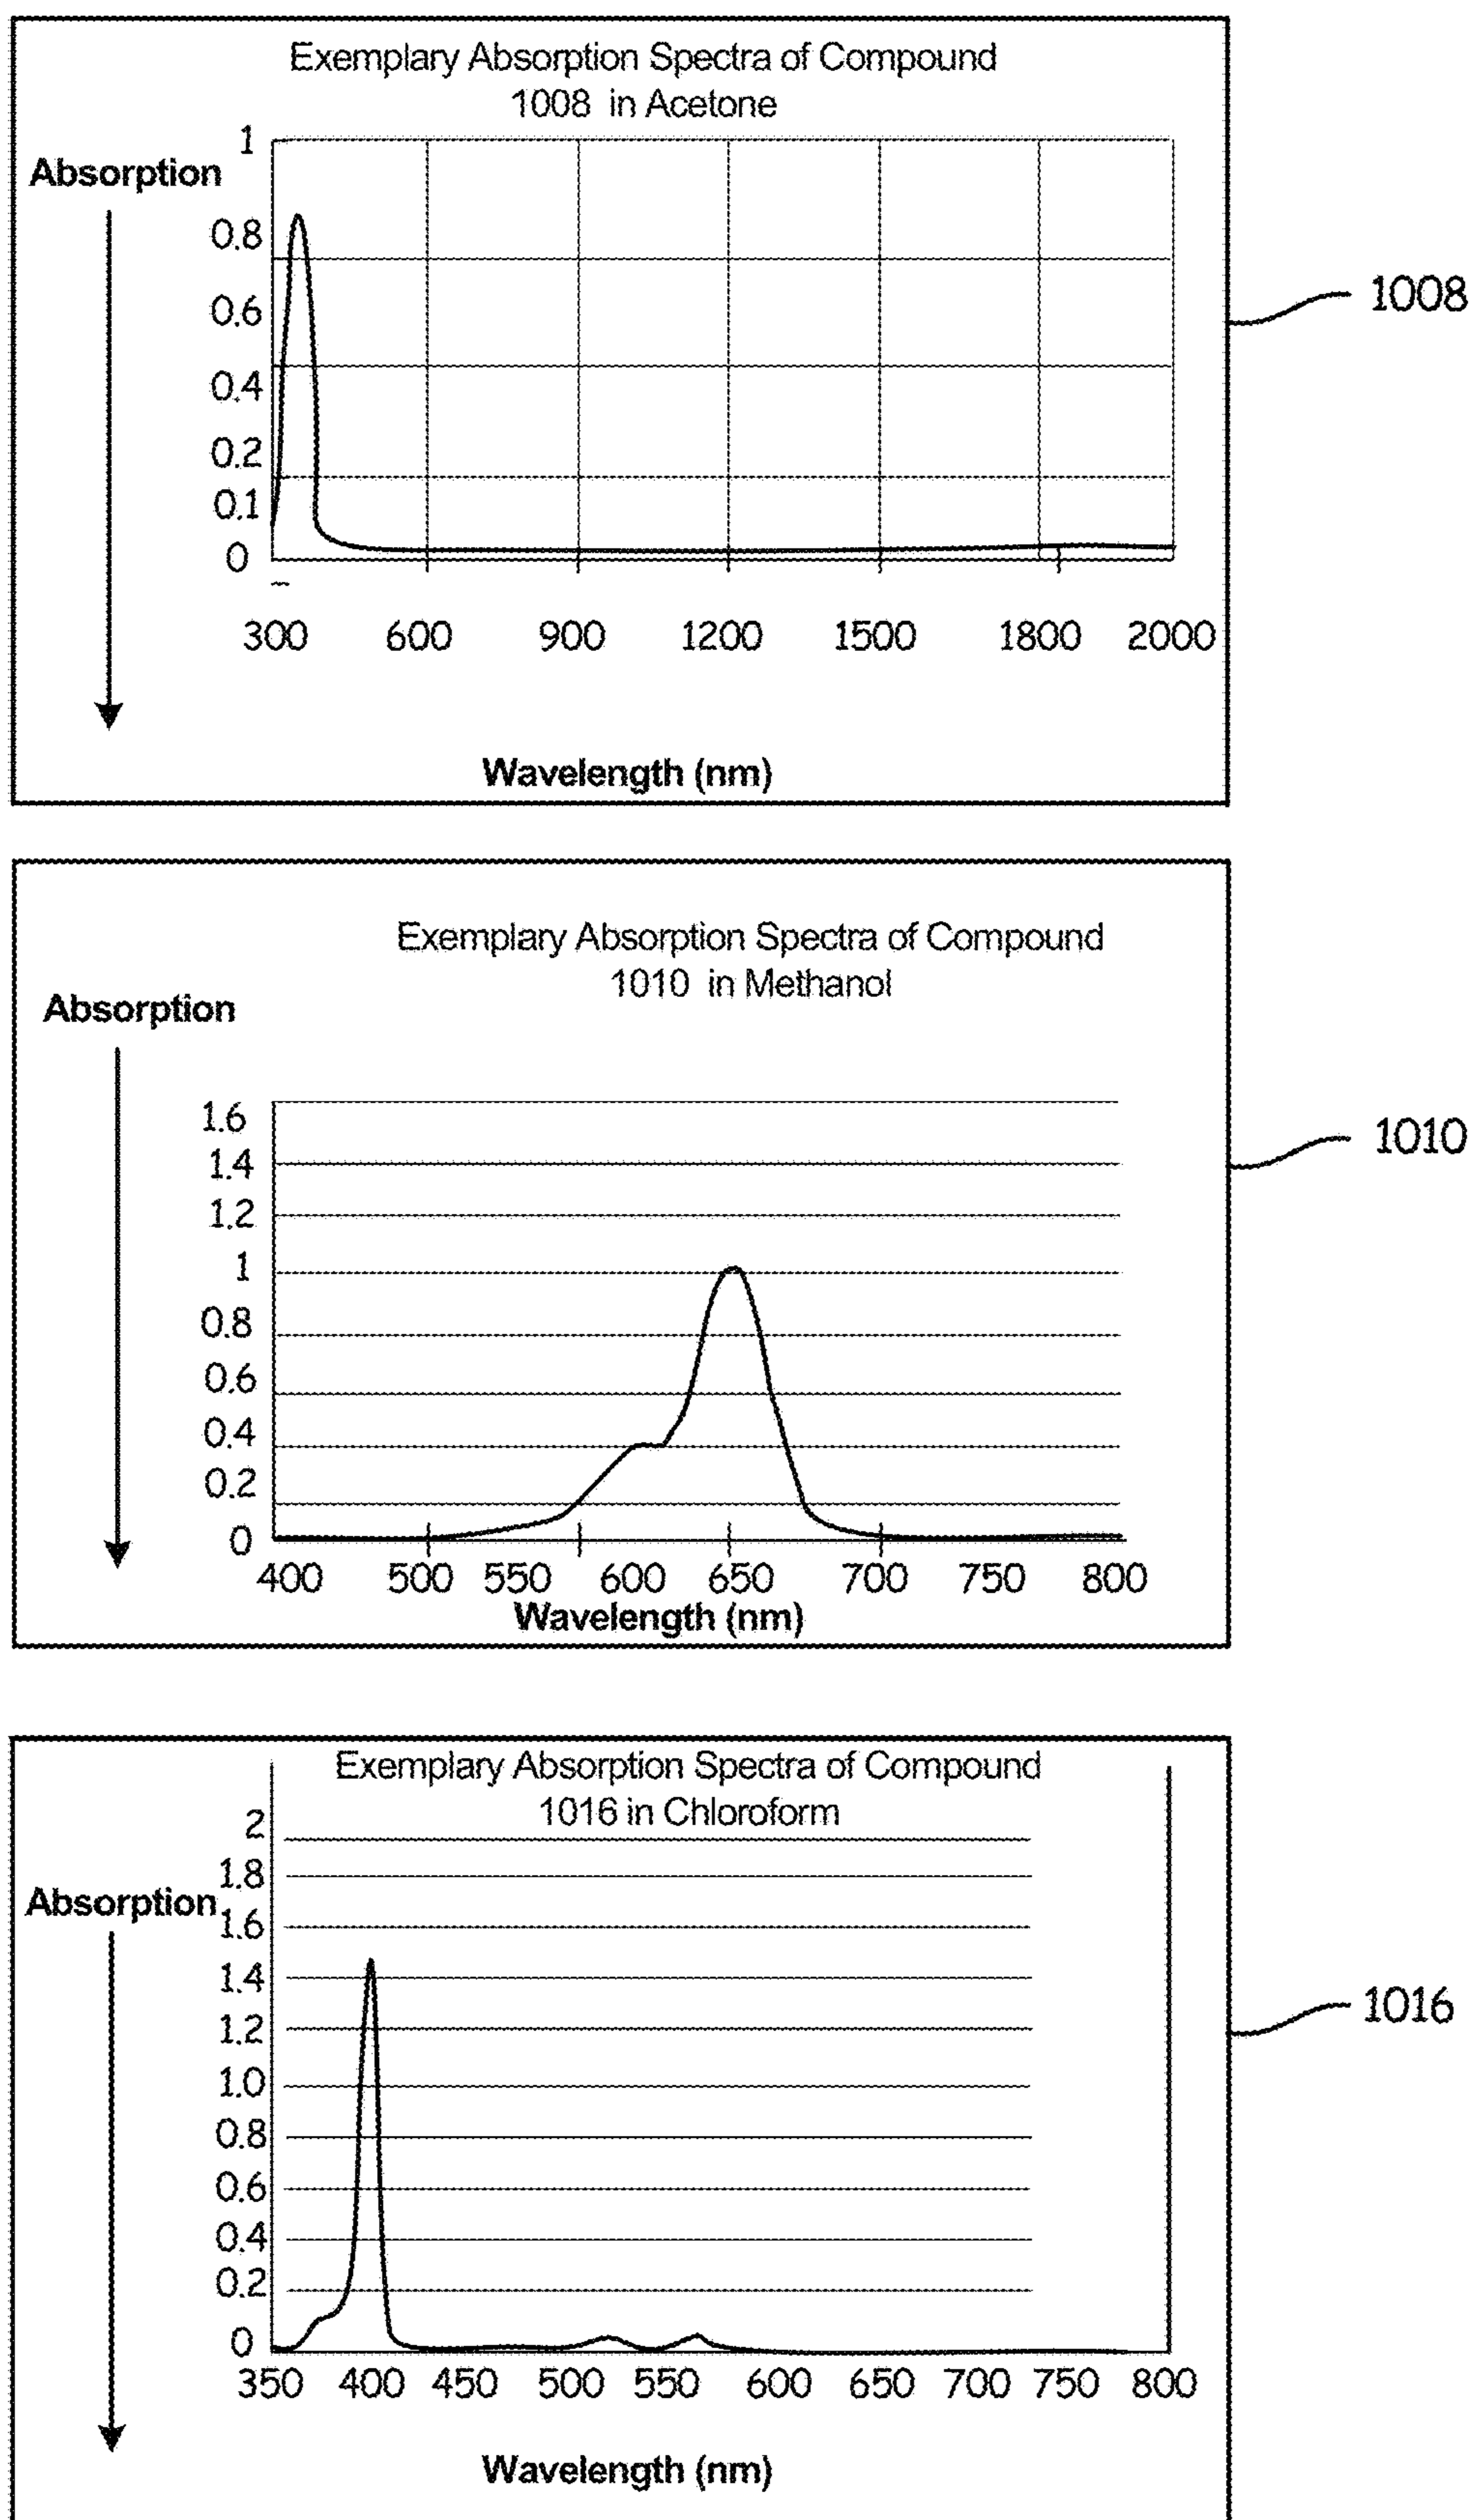 Exemplary Absorption Spectra of Compound
1008 in Acetone
Absorption
1
0.8
0.6
0.4
0.2
0.1
0
300 600 900 1200 1500 1800 2000
Wavelength (nm)
1008
Exemplary Absorption Spectra of Compound
1010 in Methanol
Absorption
1.6
1.4
1.2
1
0.8
0.6
0.4
0.2
0
400 500 550 600 650 700 750 800
Wavelength (nm)
1010
Exemplary Absorption Spectra of Compound
1016 in Chloroform
Absorption
2
1.8
1.6
1.4
1.2
1.0
0.8
0.6
0.4
0.2
0
350 400 450 500 550 600 650 700 750 800
Wavelength (nm)
1016